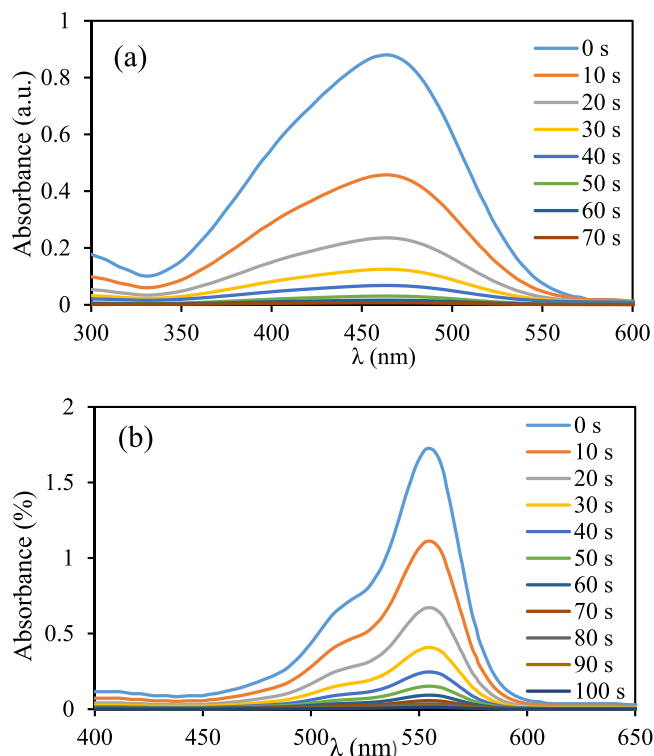 (a)
Absorbance (a.u.)
1
0.8
0.6
0.4
0.2
0
300 350 400 450 500 550 600
λ (nm)
0 s
10 s
20 s
30 s
40 s
50 s
60 s
70 s
(b)
Absorbance (%)
2
1.5
1
0.5
0
400 450 500 550 600 650
λ (nm)
0 s
10 s
20 s
30 s
40 s
50 s
60 s
70 s
80 s
90 s
100 s